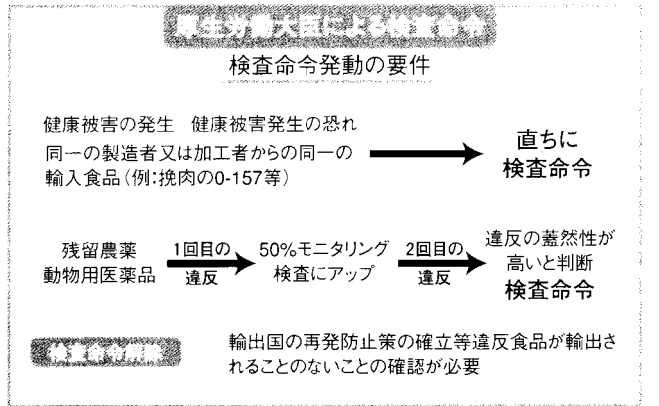 厚生労働大臣による検査命令
検査命令発動の要件
健康被害の発生 健康被害発生の恐れ
同一の製造者又は加工者からの同一の
輸入食品(例:挽肉の0-157等)
直ちに
検査命令
残留農薬
動物用医薬品
1回目の
違反
50%モニタリング
検査にアップ
2回目の
違反
違反の蓋然性が
高いと判断
検査命令
検査命令解除
輸出国の再発防止策の確立等違反食品が輸出さ
れることのないことの確認が必要